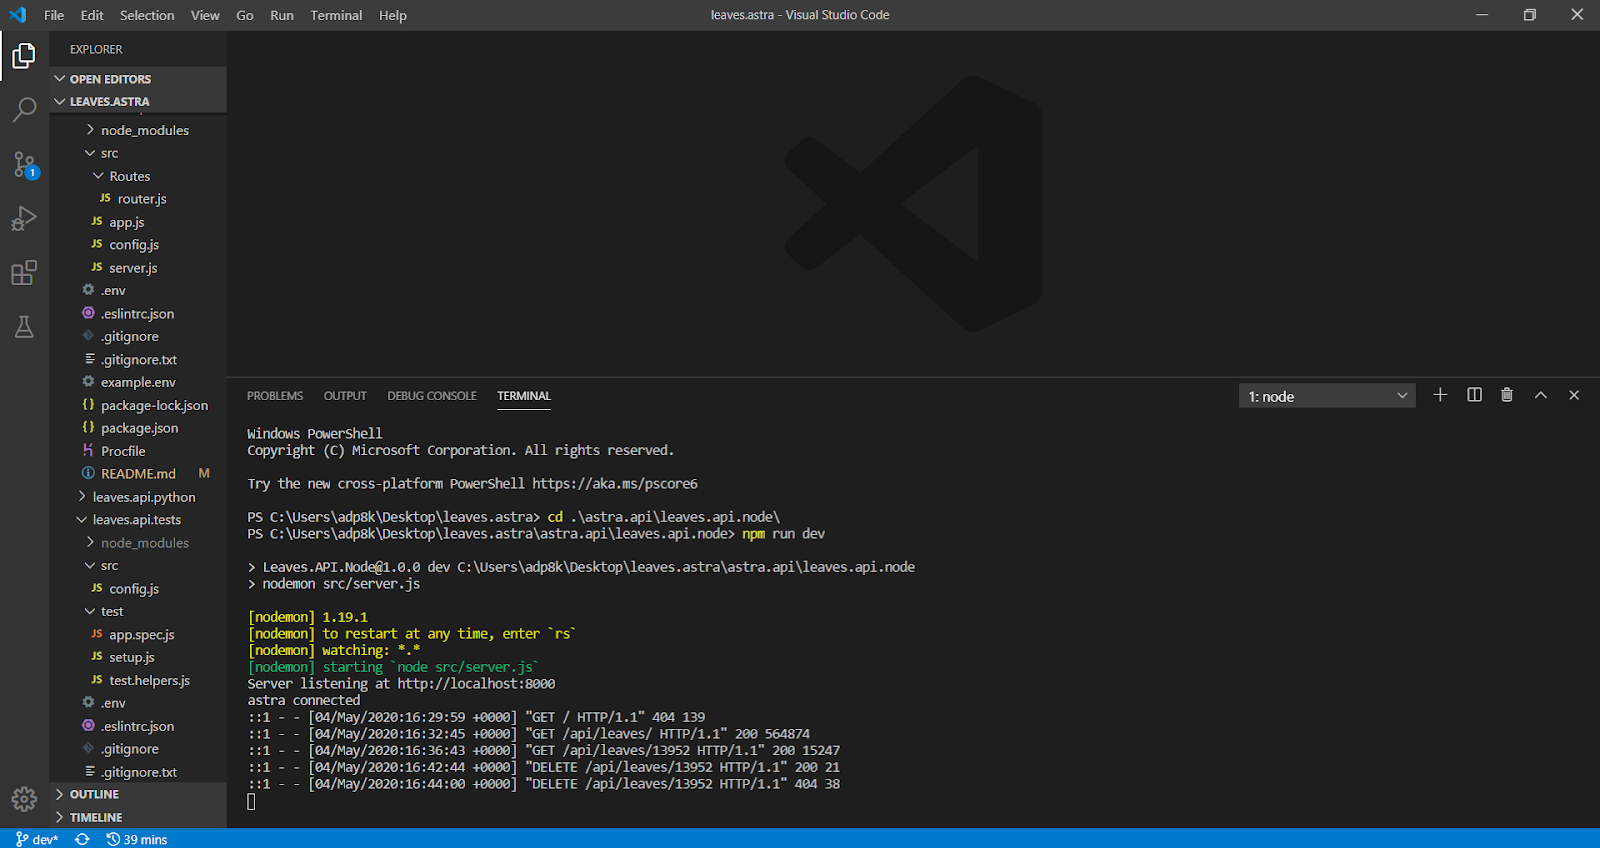 File Edit Selection View Go Run Terminal Help
leaves.astra - Visual Studio Code
EXPLORER
OPEN EDITORS
LEAVES.ASTRA
node_modules
src
Routes
JS router.js
JS app.js
JS config.js
JS server.js
.env
.eslintrc.json
.gitignore
.gitignore.txt
example.env
{} package-lock.json
{} package.json
Procfile
README.md M
leaves.api.python
leaves.api.tests
node_modules
src
JS config.js
test
JS app.spec.js
JS setup.js
JS test.helpers.js
.env
.eslintrc.json
.gitignore
.gitignore.txt
OUTLINE
TIMELINE
1
PROBLEMS OUTPUT DEBUG CONSOLE TERMINAL
1: node
Windows PowerShell
Copyright (C) Microsoft Corporation. All rights reserved.
Try the new cross-platform PowerShell https://aka.ms/pscore6
PS C:\Users\adp8k\Desktop\leaves.astra> cd .\astra.api\leaves.api.node\
PS C:\Users\adp8k\Desktop\leaves.astra\astra.api\leaves.api.node> npm run dev
> Leaves.API.Node@1.0.0 dev C:\Users\adp8k\Desktop\leaves.astra\astra.api\leaves.api.node
> nodemon src/server.js
[nodemon] 1.19.1
[nodemon] to restart at any time, enter `rs`
[nodemon] watching: *.*
[nodemon] starting `node src/server.js`
Server listening at http://localhost:8000
astra connected
::1 - - [04/May/2020:16:29:59 +0000] "GET / HTTP/1.1" 404 139
::1 - - [04/May/2020:16:32:45 +0000] "GET /api/leaves/ HTTP/1.1" 200 564874
::1 - - [04/May/2020:16:36:43 +0000] "GET /api/leaves/13952 HTTP/1.1" 200 15247
::1 - - [04/May/2020:16:42:44 +0000] "DELETE /api/leaves/13952 HTTP/1.1" 200 21
::1 - - [04/May/2020:16:44:00 +0000] "DELETE /api/leaves/13952 HTTP/1.1" 404 38
dev* 39 mins